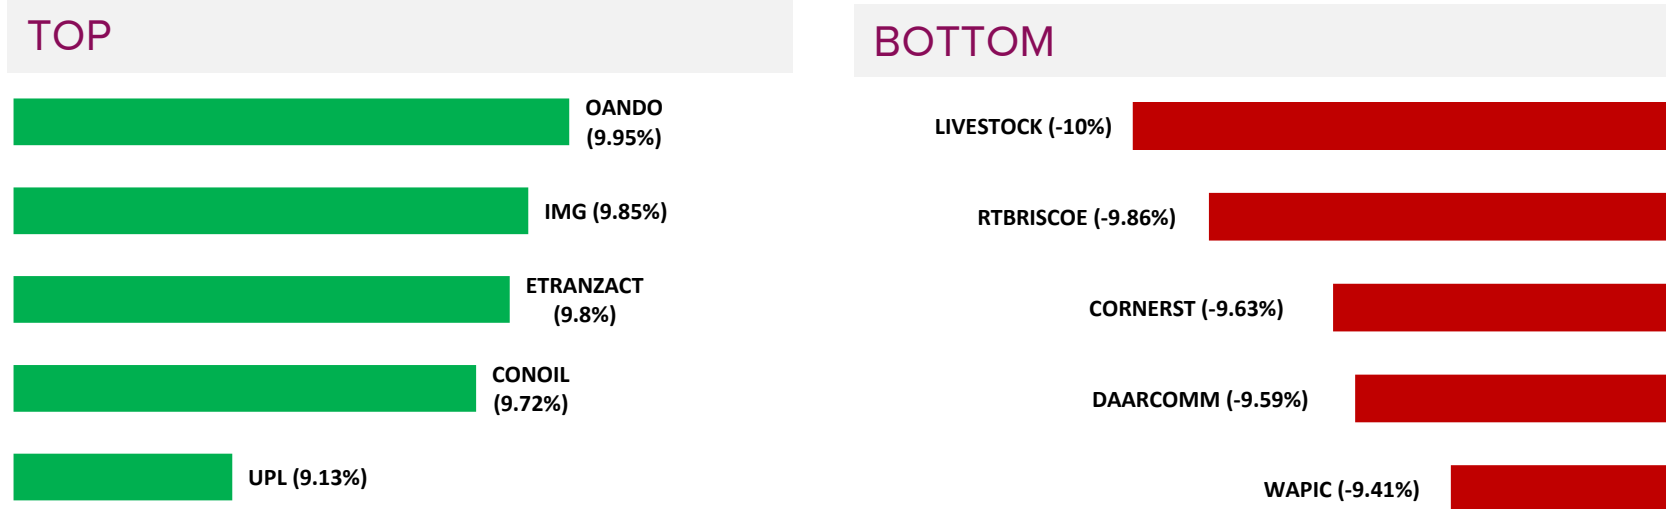 TOP
OANDO
(9.95%)
IMG (9.85%)
ETRANZACT
(9.8%)
CONOIL
(9.72%)
UPL (9.13%)
BOTTOM
LIVESTOCK (-10%)
RTBRISCOE (-9.86%)
CORNERST (-9.63%)
DAARCOMM (-9.59%)
WAPIC (-9.41%)